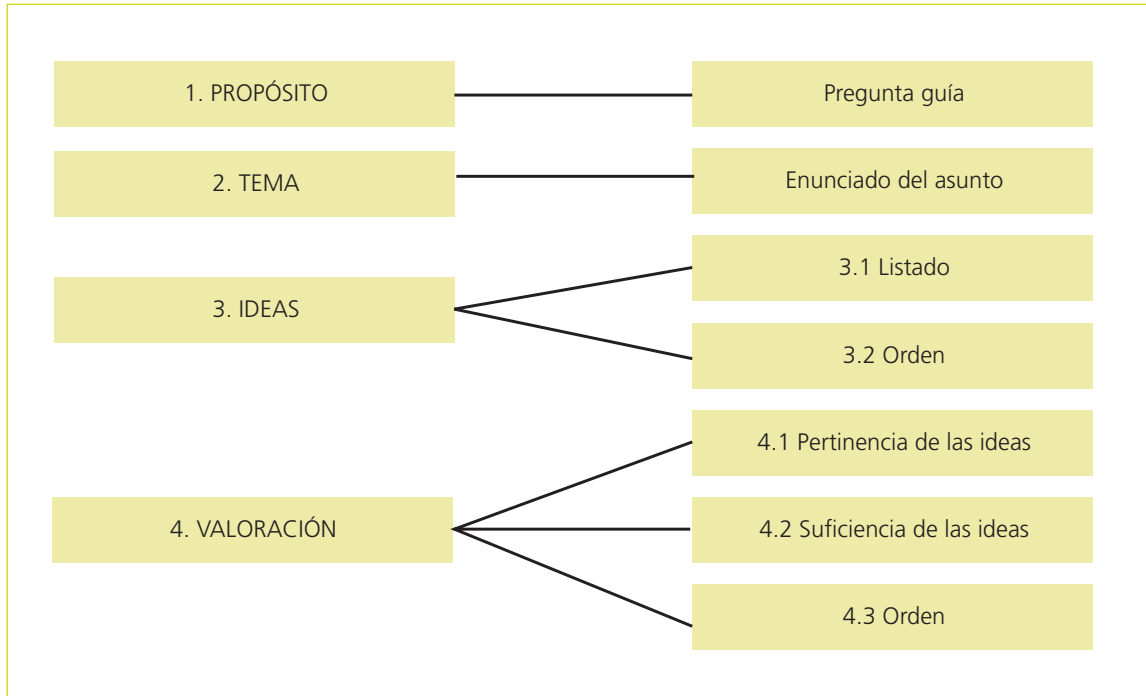 1. PROPÓSITO
Pregunta guía
2. TEMA
Enunciado del asunto
3. IDEAS
3.1 Listado
3.2 Orden
4. VALORACIÓN
4.1 Pertinencia de las ideas
4.2 Suficiencia de las ideas
4.3 Orden